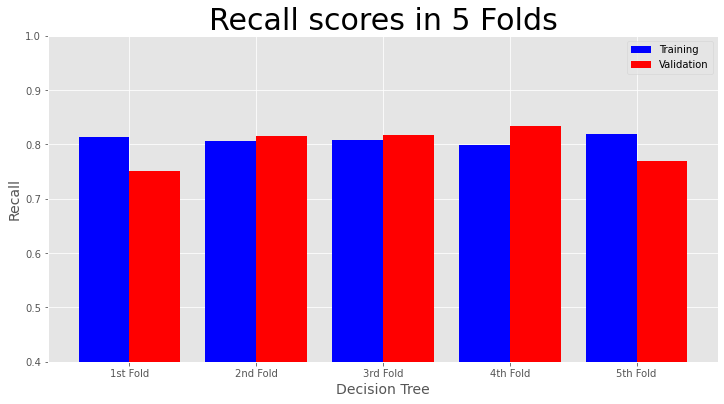 Recall scores in 5 Folds
Training
Validation
1.0
0.9
0.8
0.7
0.6
0.5
0.4
Recall
1st Fold
2nd Fold
3rd Fold
4th Fold
5th Fold
Decision Tree